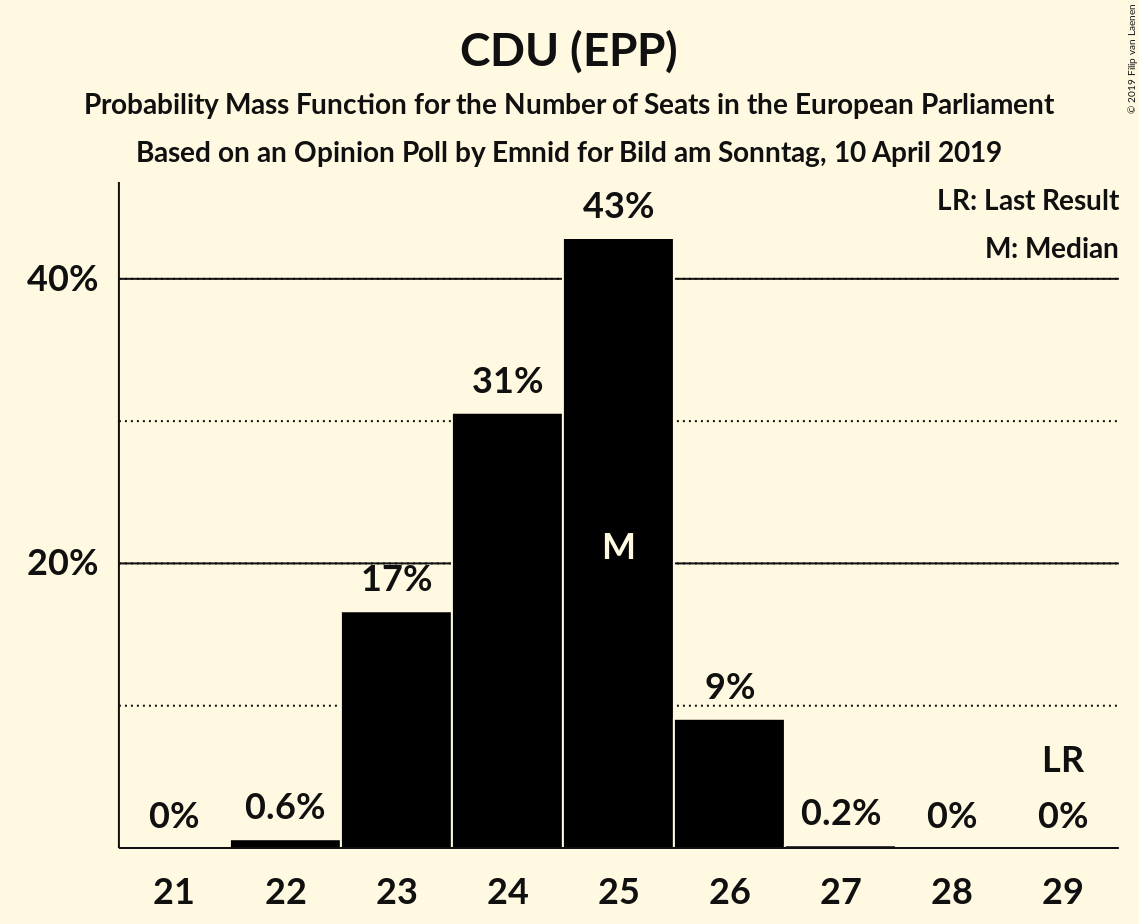 CDU (EPP)
Probability Mass Function for the Number of Seats in the European Parliament
Based on an Opinion Poll by Emnid for Bild am Sonntag, 10 April 2019
© 2019 Filip van Laenen
LR: Last Result
M: Median
43%
40%
31%
M
20%
17%
9%
LR
0%
0.6%
0.2%
0%
0%
21 22 23 24 25 26 27 28 29